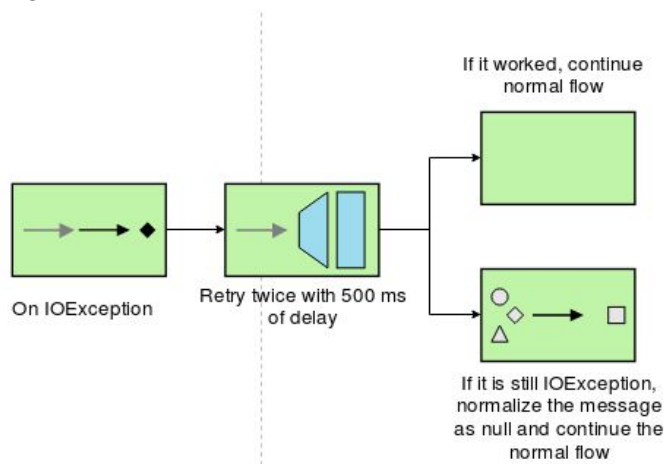 If it worked, continue
normal flow
On IOException
Retry twice with 500 ms
of delay
If it is still IOException,
normalize the message
as null and continue the
normal flow